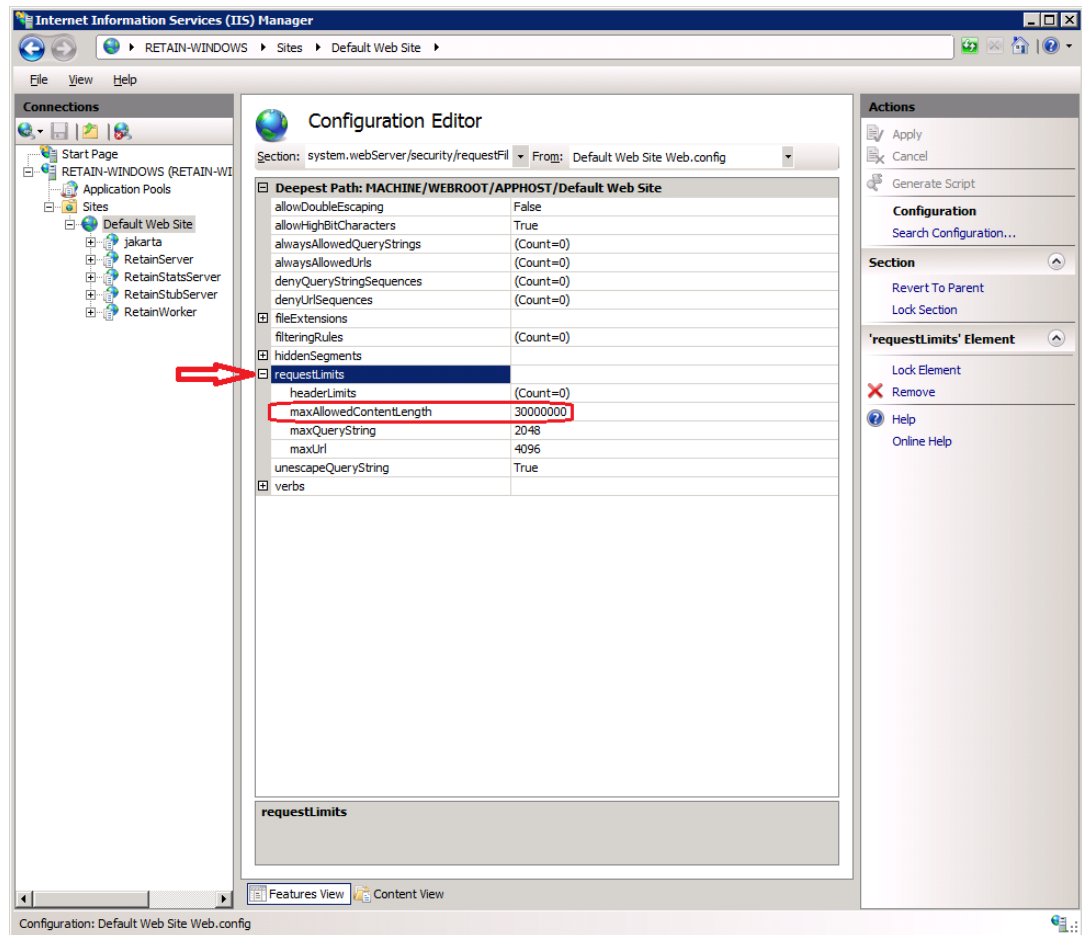 Internet Information Services (IIS) Manager
RETAIN-WINDOWS Sites Default Web Site
File View Help
Connections
Start Page
RETAIN-WINDOWS (RETAIN-WI
Application Pools
Sites
Default Web Site
jakarta
RetainServer
RetainStatsServer
RetainStubServer
RetainWorker
Configuration Editor
Section: system.webServer/security/requestFil From: Default Web Site Web.config
Deepest Path: MACHINE/WEBROOT/APPHOST/Default Web Site
allowDoubleEscaping False
allowHighBitCharacters True
alwaysAllowedQueryStrings (Count=0)
alwaysAllowedUrls (Count=0)
denyQueryStringSequences (Count=0)
denyUrlSequences (Count=0)
fileExtensions
filteringRules (Count=0)
hiddenSegments
requestLimits
headerLimits (Count=0)
maxAllowedContentLength 30000000
maxQueryString 2048
maxUrl 4096
unescapeQueryString True
verbs
requestLimits
Features View Content View
Actions
Apply
Cancel
Generate Script
Configuration
Search Configuration...
Section
Revert To Parent
Lock Section
'requestLimits' Element
Lock Element
Remove
Help
Online Help
Configuration: Default Web Site Web.config